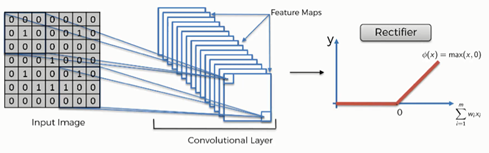 Feature Maps
0 0 0 0 0 0 0
0 1 0 0 0 1 0
0 0 0 0 0 0 0
0 0 0 1 0 0 0
0 1 0 0 0 1 0
0 0 1 1 1 0 0
0 0 0 0 0 0 0
Input Image
Convolutional Layer
y
Rectifier
ϕ(x) = max(x, 0)
0
m
∑ wᵢxᵢ
i=1